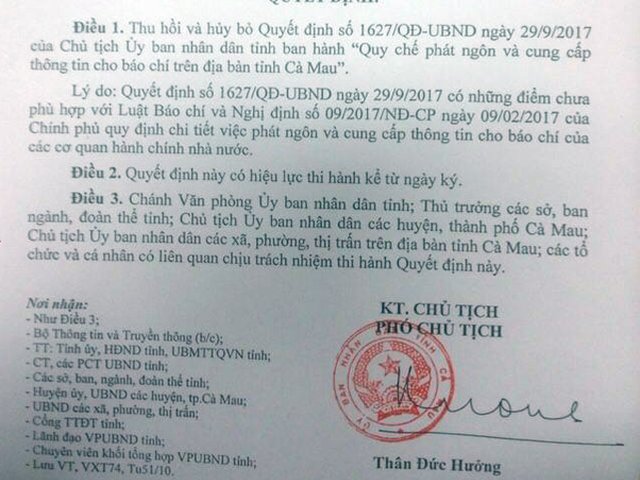 QUYẾT ĐỊNH:
Điều 1. Thu hồi và hủy bỏ Quyết định số 1627/QĐ-UBND ngày 29/9/2017
của Chủ tịch Ủy ban nhân dân tỉnh ban hành “Quy chế phát ngôn và cung cấp
thông tin cho báo chí trên địa bàn tỉnh Cà Mau”.
Lý do: Quyết định số 1627/QĐ-UBND ngày 29/9/2017 có những điểm chưa
phù hợp với Luật Báo chí và Nghị định số 09/2017/NĐ-CP ngày 09/02/2017 của
Chính phủ quy định chi tiết việc phát ngôn và cung cấp thông tin cho báo chí của
các cơ quan hành chính nhà nước.
Điều 2. Quyết định này có hiệu lực thi hành kể từ ngày ký.
Điều 3. Chánh Văn phòng Ủy ban nhân dân tỉnh; Thủ trưởng các sở, ban
ngành, đoàn thể tỉnh; Chủ tịch Ủy ban nhân dân các huyện, thành phố Cà Mau;
Chủ tịch Ủy ban nhân dân các xã, phường, thị trấn trên địa bàn tỉnh Cà Mau; các tổ
chức và cá nhân có liên quan chịu trách nhiệm thi hành Quyết định này.
Nơi nhận:
- Như Điều 3;
- Bộ Thông tin và Truyền thông (b/c);
- TT: Tỉnh ủy, HĐND tỉnh, UBMTTQVN tỉnh;
- CT, các PCT UBND tỉnh;
- Các sở, ban, ngành, đoàn thể tỉnh;
- Huyện ủy, UBND các huyện, tp.Cà Mau;
- UBND các xã, phường, thị trấn;
- Cổng TTĐT tỉnh;
- Lãnh đạo VPUBND tỉnh;
- Chuyên viên khối tổng hợp VPUBND tỉnh;
- Lưu VT, VXT74, Tu51/10.
KT. CHỦ TỊCH
PHÓ CHỦ TỊCH
ỦY BAN NHÂN DÂN TỈNH CÀ MAU
Thân Đức Hưởng